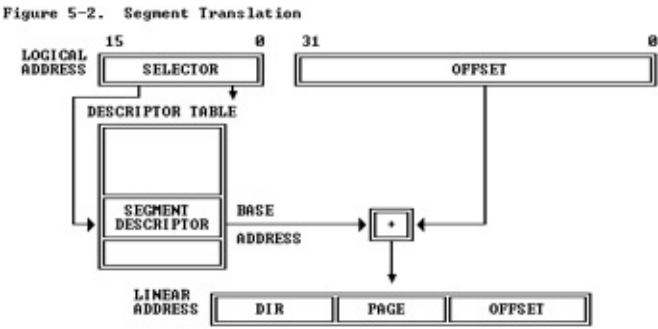 Figure 5-2. Segment Translation
15 0 31 0
LOGICAL
ADDRESS SELECTOR OFFSET
DESCRIPTOR TABLE
SEGMENT BASE
DESCRIPTOR
ADDRESS
+
LINEAR
ADDRESS DIR PAGE OFFSET